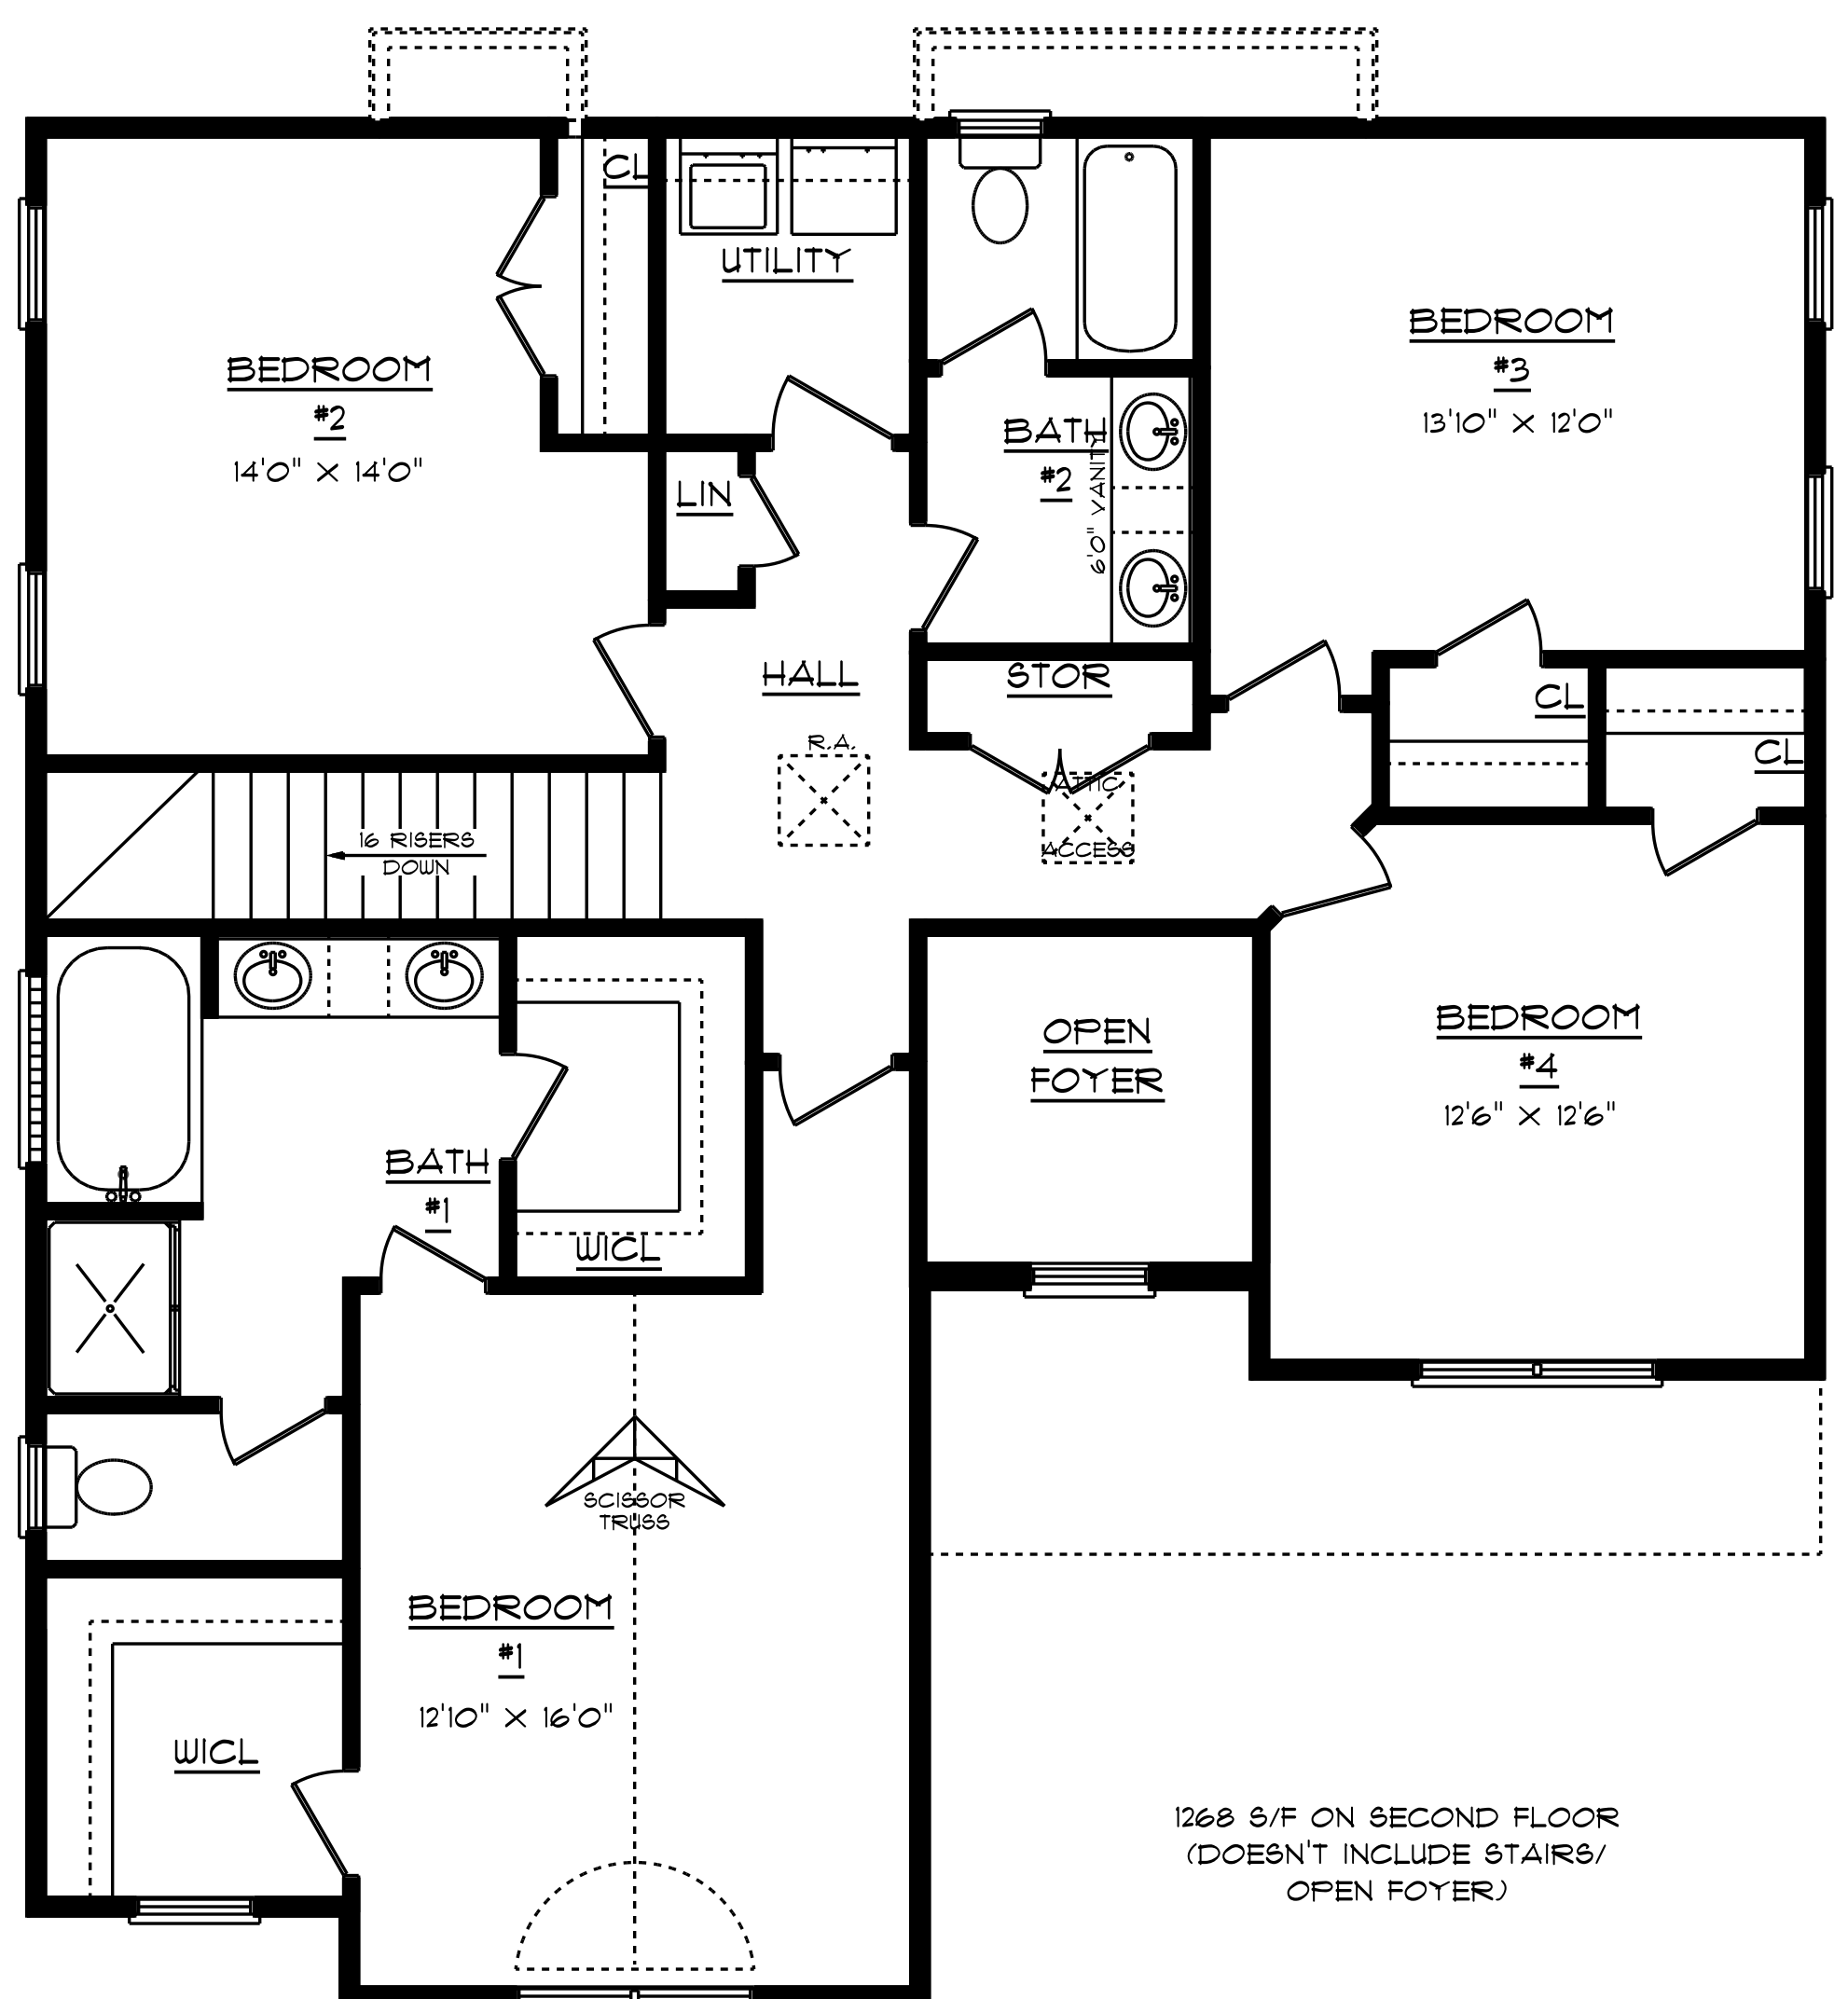 CL
UTILITY
BEDROOM
#3
13'10" X 12'0"
BEDROOM
#2
14'0" X 14'0"
BATH
#2
6'0" VANITY
LIN
HALL
STOR
CL
CL
R.A.
ATTIC
ACCESS
16 RISERS
DOWN
OPEN
FOYER
BEDROOM
#4
12'6" X 12'6"
BATH
#1
WICL
SCISSOR
TRUSS
BEDROOM
#1
12'10" X 16'0"
WICL
1268 S/F ON SECOND FLOOR
(DOESN'T INCLUDE STAIRS/
OPEN FOYER)